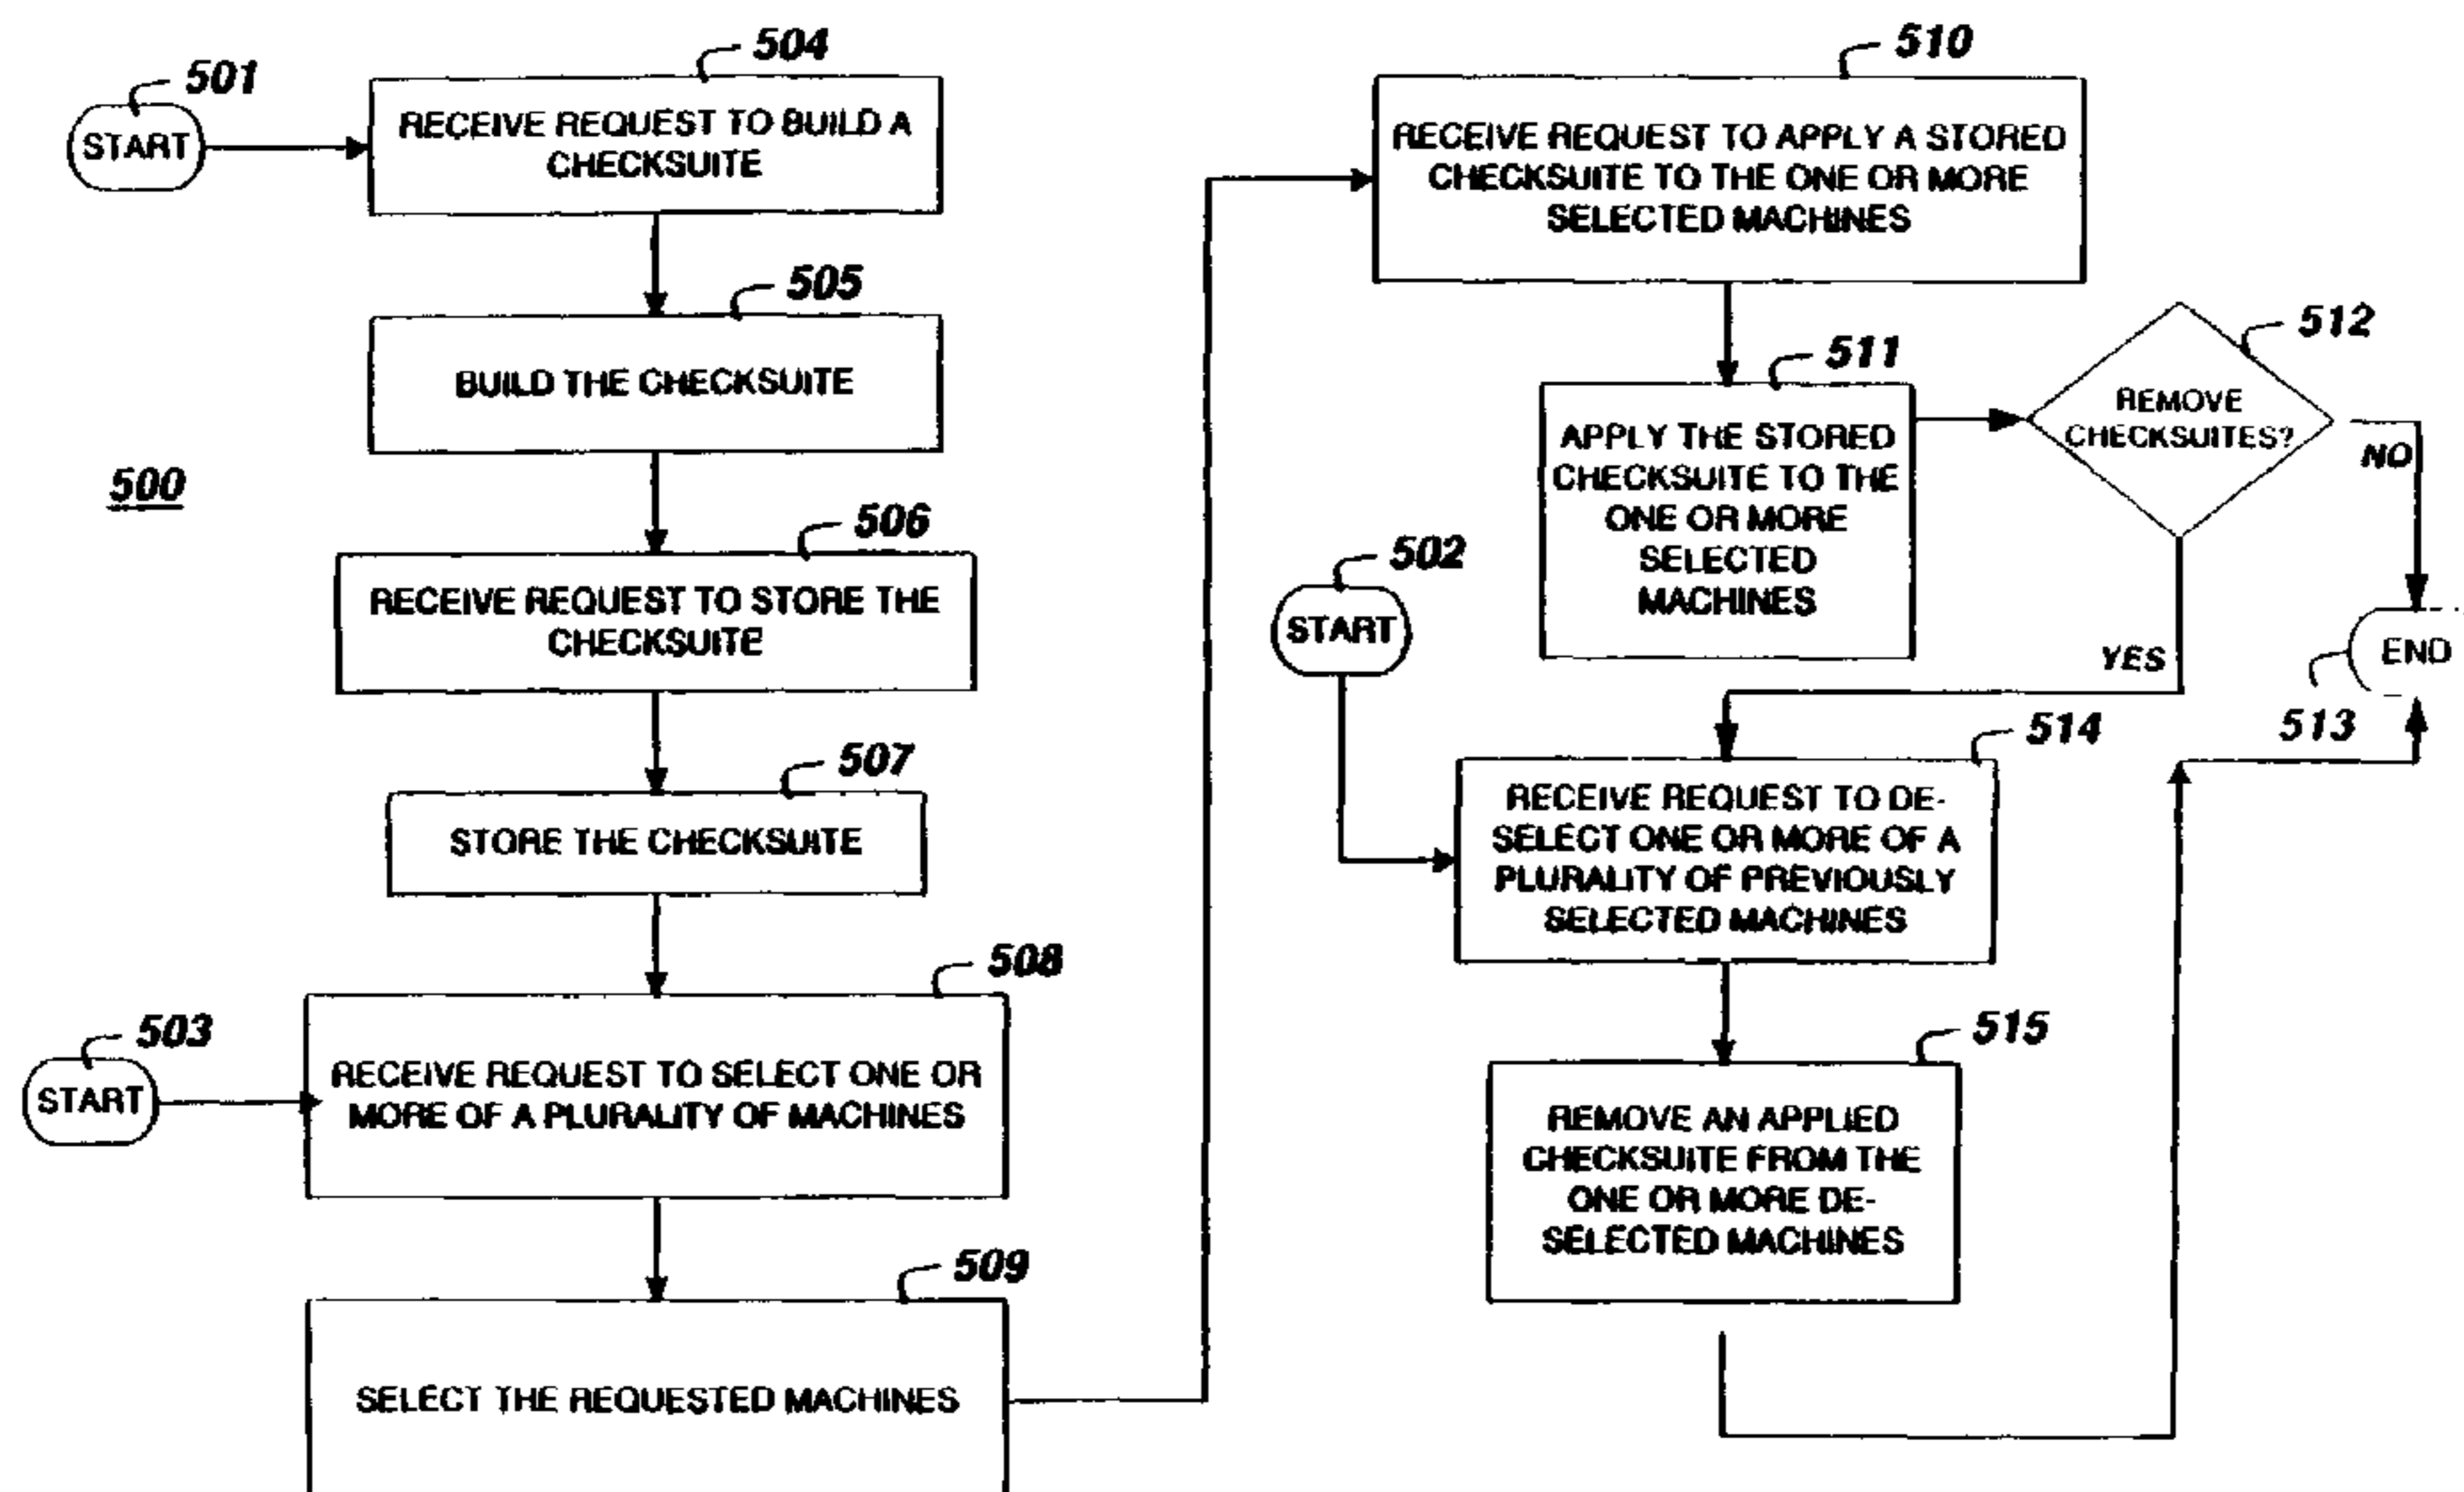 501
START
504
RECEIVE REQUEST TO BUILD A
CHECKSUITE
505
BUILD THE CHECKSUITE
500
506
RECEIVE REQUEST TO STORE THE
CHECKSUITE
507
STORE THE CHECKSUITE
508
503
START
RECEIVE REQUEST TO SELECT ONE OR
MORE OF A PLURALITY OF MACHINES
509
SELECT THE REQUESTED MACHINES
510
RECEIVE REQUEST TO APPLY A STORED
CHECKSUITE TO THE ONE OR MORE
SELECTED MACHINES
511
APPLY THE STORED
CHECKSUITE TO THE
ONE OR MORE
SELECTED
MACHINES
512
REMOVE
CHECKSUITES?
NO
YES
END
513
502
START
514
RECEIVE REQUEST TO DE-
SELECT ONE OR MORE OF A
PLURALITY OF PREVIOUSLY
SELECTED MACHINES
515
REMOVE AN APPLIED
CHECKSUITE FROM THE
ONE OR MORE DE-
SELECTED MACHINES